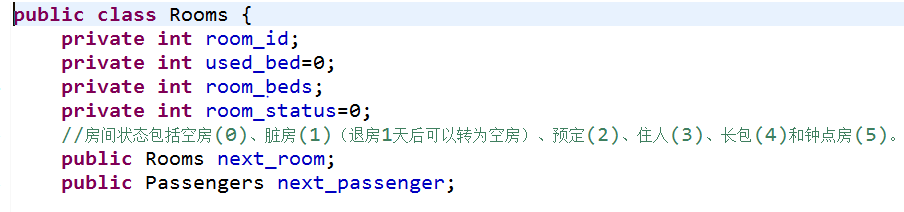 public class Rooms {
private int room_id;
private int used_bed=0;
private int room_beds;
private int room_status=0;
//房间状态包括空房(0)、脏房(1)（退房1天后可以转为空房）、预定(2)、住人(3)、长包(4)和钟点房(5)。
public Rooms next_room;
public Passengers next_passenger;